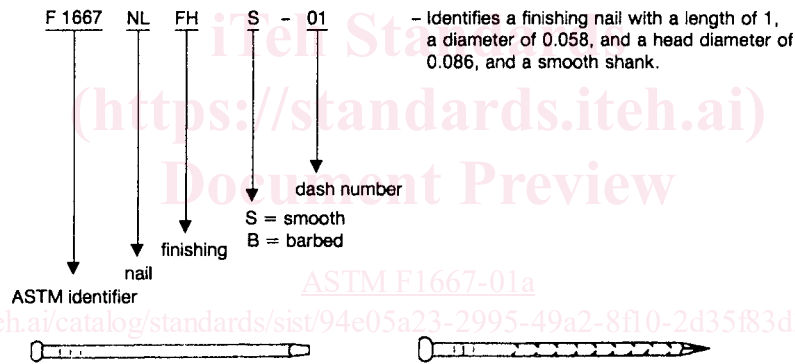 F 1667 NL FH S - 01
– Identifies a finishing nail with a length of 1,
a diameter of 0.058, and a head diameter of
0.086, and a smooth shank.
iTeh Standards
(https://standards.iteh.ai)
Document Preview
dash number
S = smooth
B = barbed
finishing
nail
ASTM identifier
ASTM F1667-01a
eh.ai/catalog/standards/sist/94e05a23-2995-49a2-8f10-2d35f83d